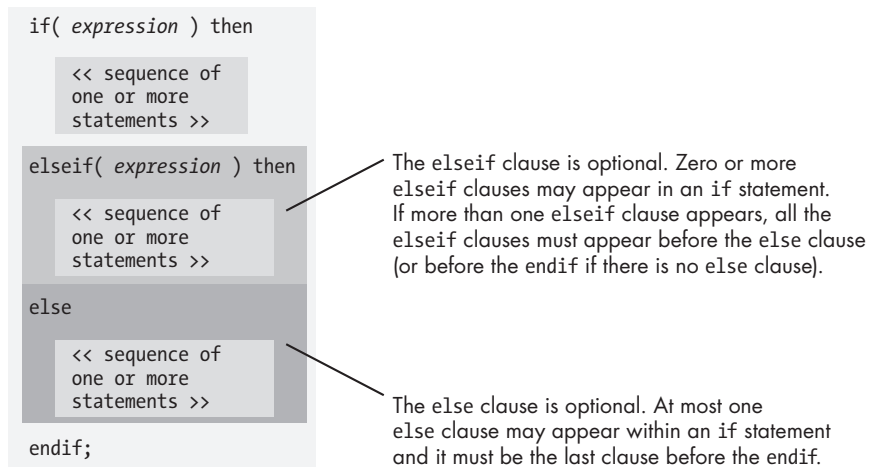 if( expression ) then
<< sequence of
one or more
statements >>
elseif( expression ) then
<< sequence of
one or more
statements >>
The elseif clause is optional. Zero or more
elseif clauses may appear in an if statement.
If more than one elseif clause appears, all the
elseif clauses must appear before the else clause
(or before the endif if there is no else clause).
else
<< sequence of
one or more
statements >>
The else clause is optional. At most one
else clause may appear within an if statement
and it must be the last clause before the endif.
endif;